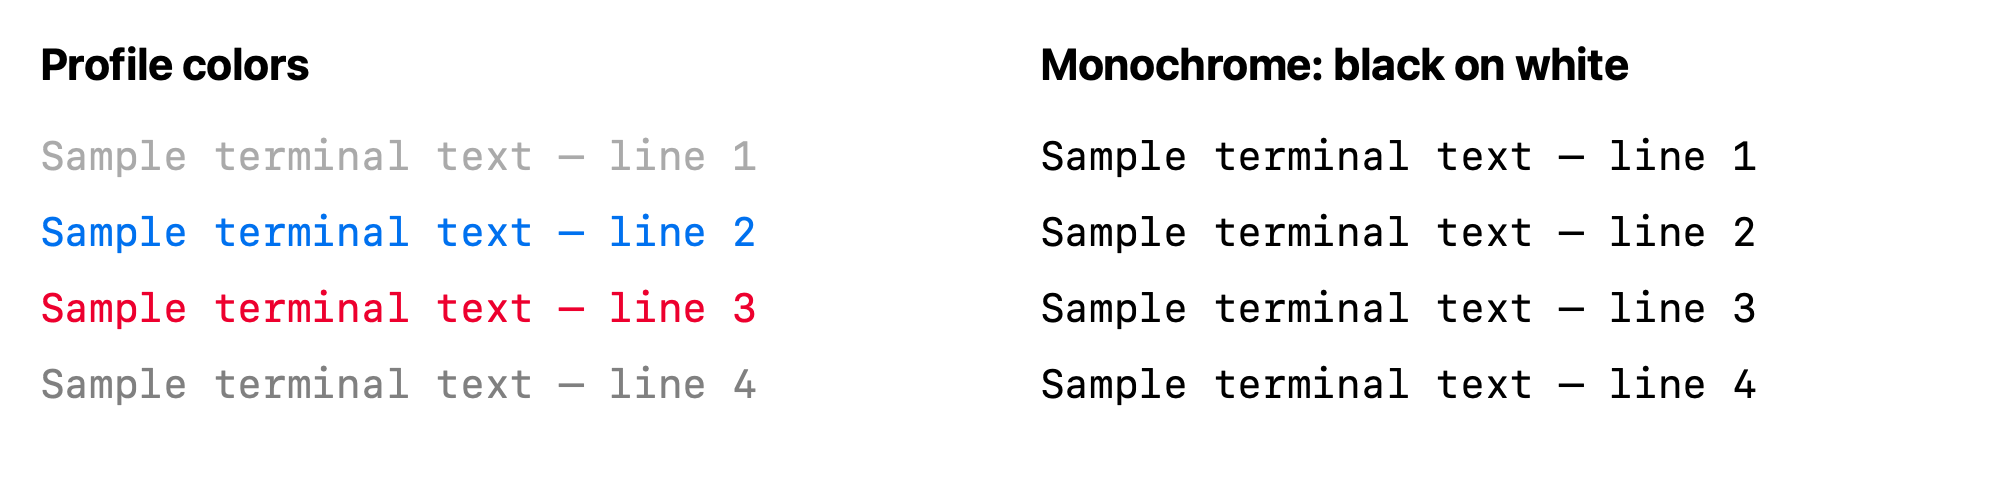 Profile colors
Sample terminal text — line 1
Sample terminal text — line 2
Sample terminal text — line 3
Sample terminal text — line 4
Monochrome: black on white
Sample terminal text — line 1
Sample terminal text — line 2
Sample terminal text — line 3
Sample terminal text — line 4